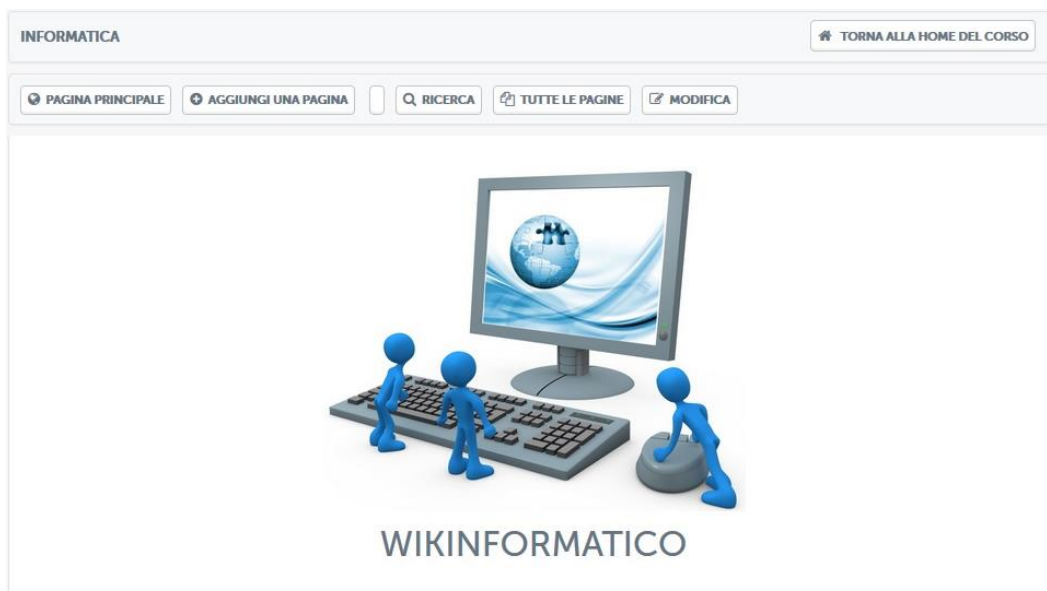 INFORMATICA
TORNA ALLA HOME DEL CORSO
PAGINA PRINCIPALE
AGGIUNGI UNA PAGINA
RICERCA
TUTTE LE PAGINE
MODIFICA
WIKINFORMATICO